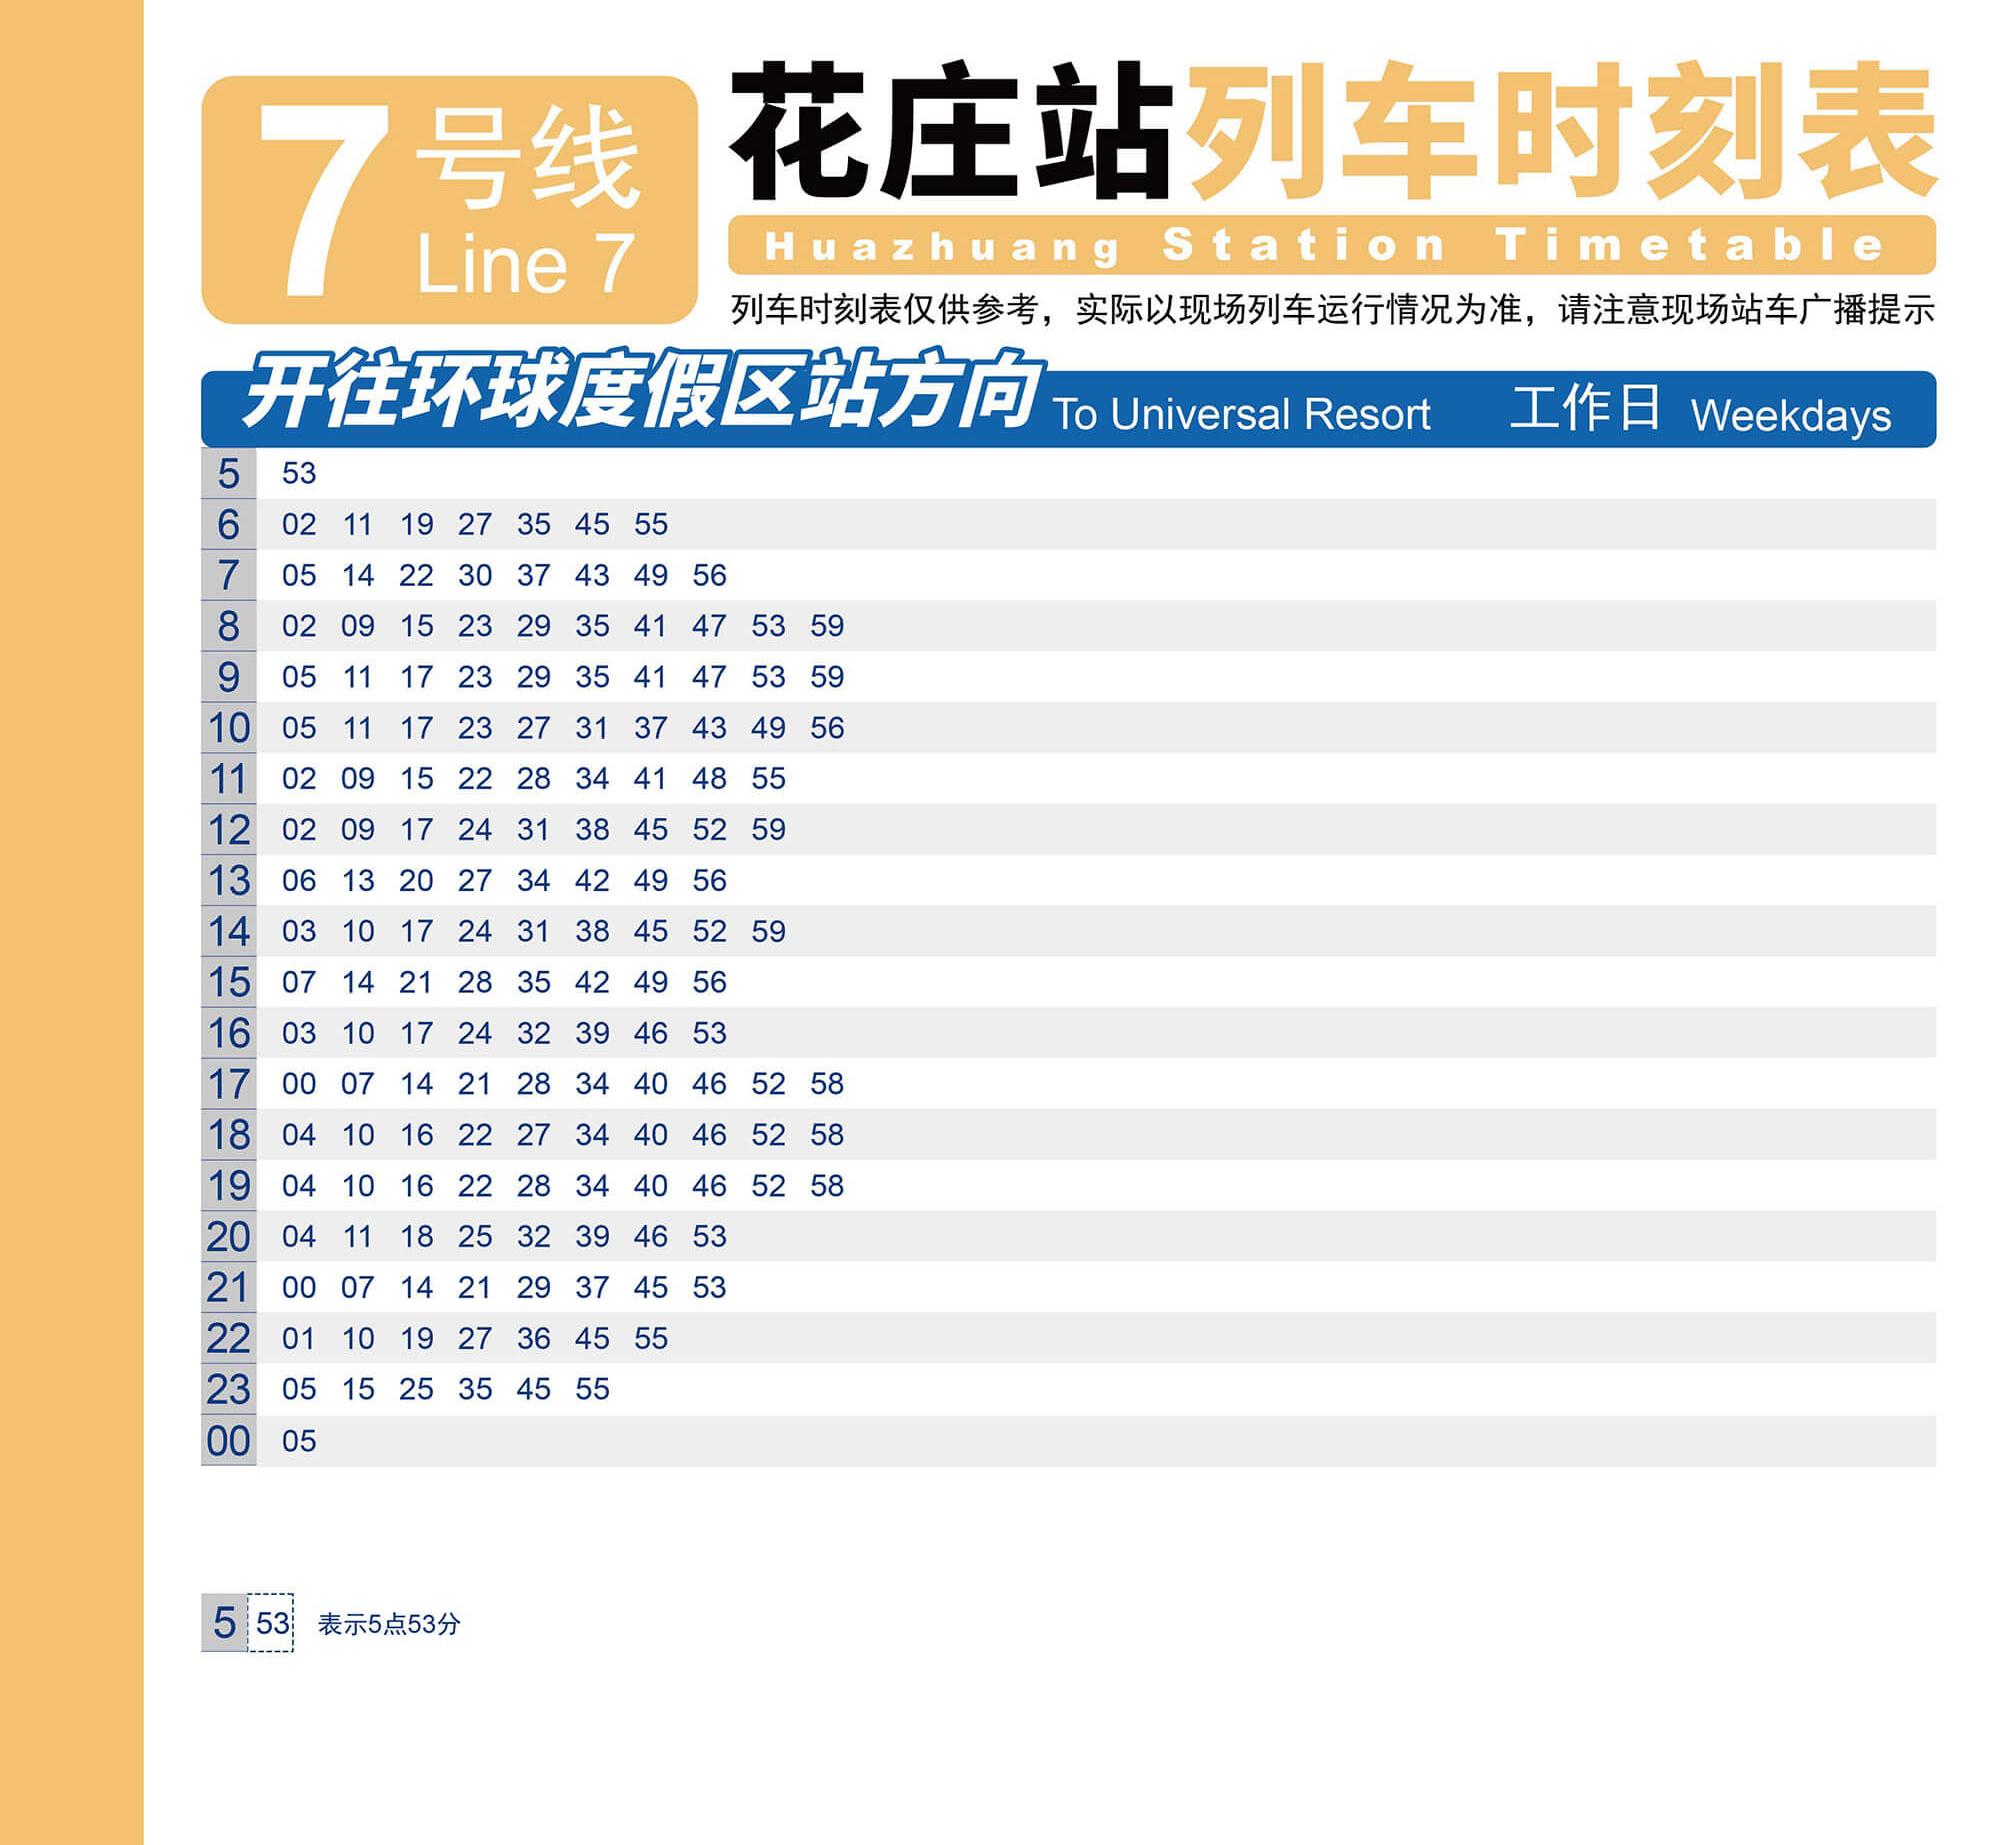 7号线
Line 7
花庄站列车时刻表
Huazhuang Station Timetable
列车时刻表仅供参考，实际以现场列车运行情况为准，请注意现场站车广播提示
开往环球度假区站方向 To Universal Resort 工作日 Weekdays
5 53
6 02 11 19 27 35 45 55
7 05 14 22 30 37 43 49 56
8 02 09 15 23 29 35 41 47 53 59
9 05 11 17 23 29 35 41 47 53 59
10 05 11 17 23 27 31 37 43 49 56
11 02 09 15 22 28 34 41 48 55
12 02 09 17 24 31 38 45 52 59
13 06 13 20 27 34 42 49 56
14 03 10 17 24 31 38 45 52 59
15 07 14 21 28 35 42 49 56
16 03 10 17 24 32 39 46 53
17 00 07 14 21 28 34 40 46 52 58
18 04 10 16 22 27 34 40 46 52 58
19 04 10 16 22 28 34 40 46 52 58
20 04 11 18 25 32 39 46 53
21 00 07 14 21 29 37 45 53
22 01 10 19 27 36 45 55
23 05 15 25 35 45 55
00 05
5 53 表示5点53分